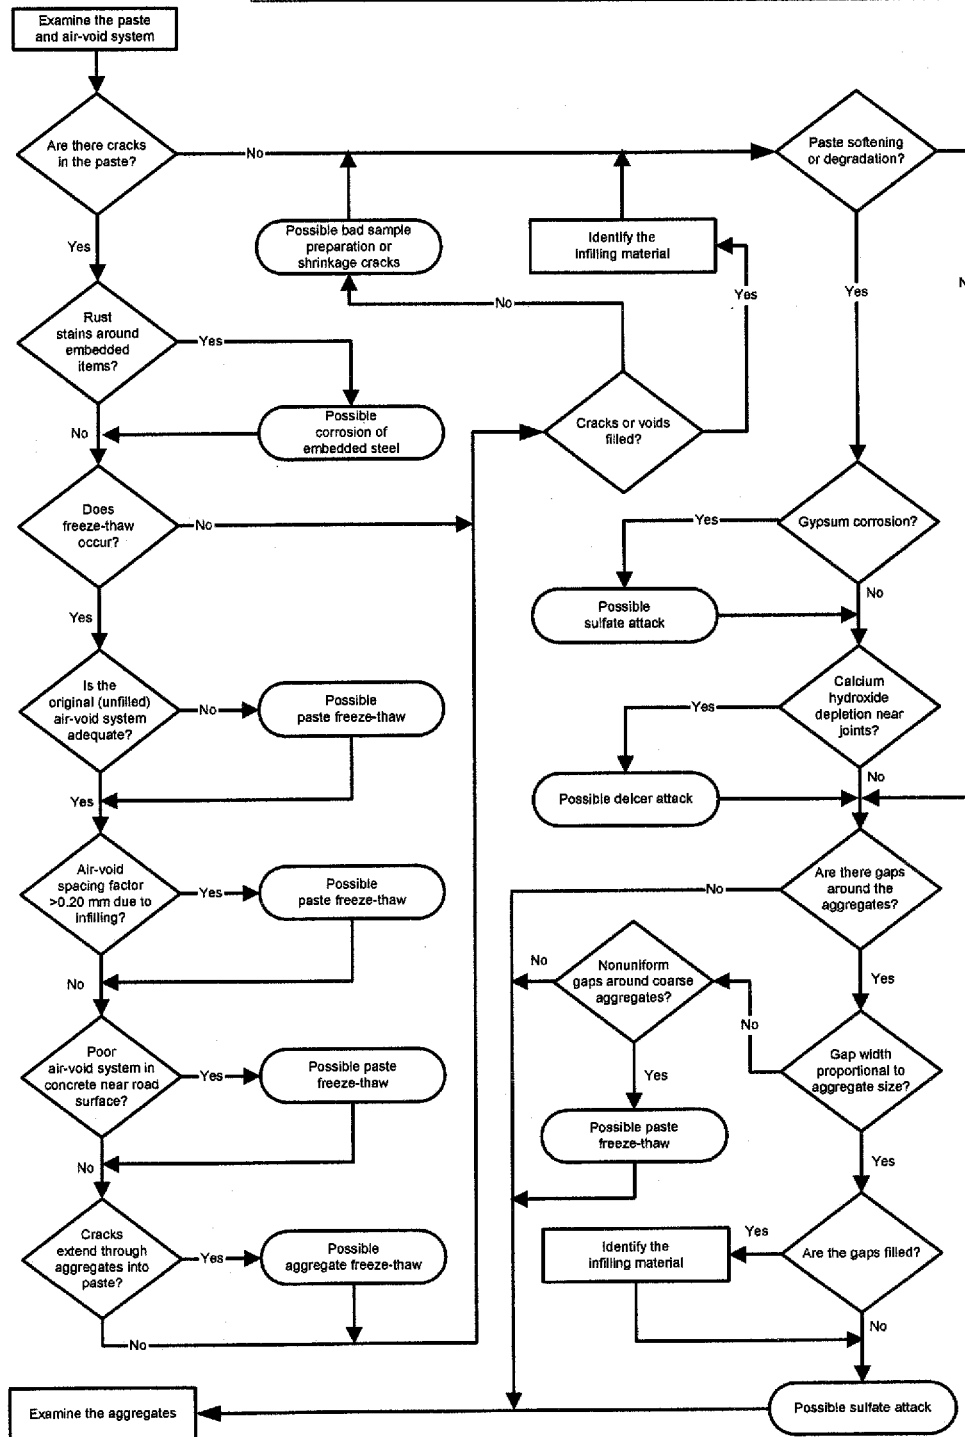 Examine the paste
and air-void system
Are there cracks
in the paste?
No
Paste softening
or degradation?
Yes
Possible bad sample
preparation or
shrinkage cracks
Identify the
infilling material
No
Yes
Yes
N
Rust
stains around
embedded
items?
Yes
No
Possible
corrosion of
embedded steel
Cracks or voids
filled?
Does
freeze-thaw
occur?
No
Yes
Gypsum corrosion?
Yes
No
Possible
sulfate attack
Is the
original (unfilled)
air-void system
adequate?
No
Possible
paste freeze-thaw
Yes
Calcium
hydroxide
depletion near
joints?
Yes
No
Possible deicer attack
Air-void
spacing factor
>0.20 mm due to
infilling?
Yes
Possible
paste freeze-thaw
No
Are there gaps
around the
aggregates?
No
Yes
Nonuniform
gaps around coarse
aggregates?
No
No
Yes
Gap width
proportional to
aggregate size?
Yes
Poor
air-void system in
concrete near road
surface?
Yes
Possible paste
freeze-thaw
No
Possible paste
freeze-thaw
Cracks
extend through
aggregates into
paste?
Yes
Possible
aggregate freeze-thaw
No
Identify the
infilling material
Yes
Are the gaps filled?
No
Examine the aggregates
Possible sulfate attack